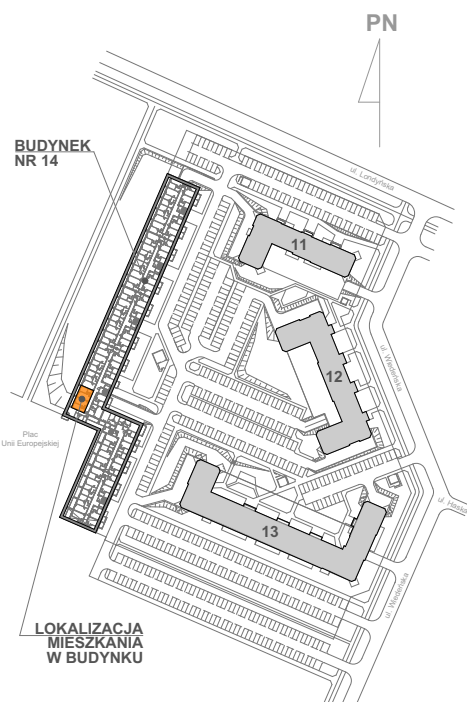 PN
ul. Londyńska
BUDYNEK
NR 14
11
12
ul. Wiedeńska
Plac
Unii Europejskiej
13
ul. Haska
ul. Wiedeńska
LOKALIZACJA
MIESZKANIA
W BUDYNKU